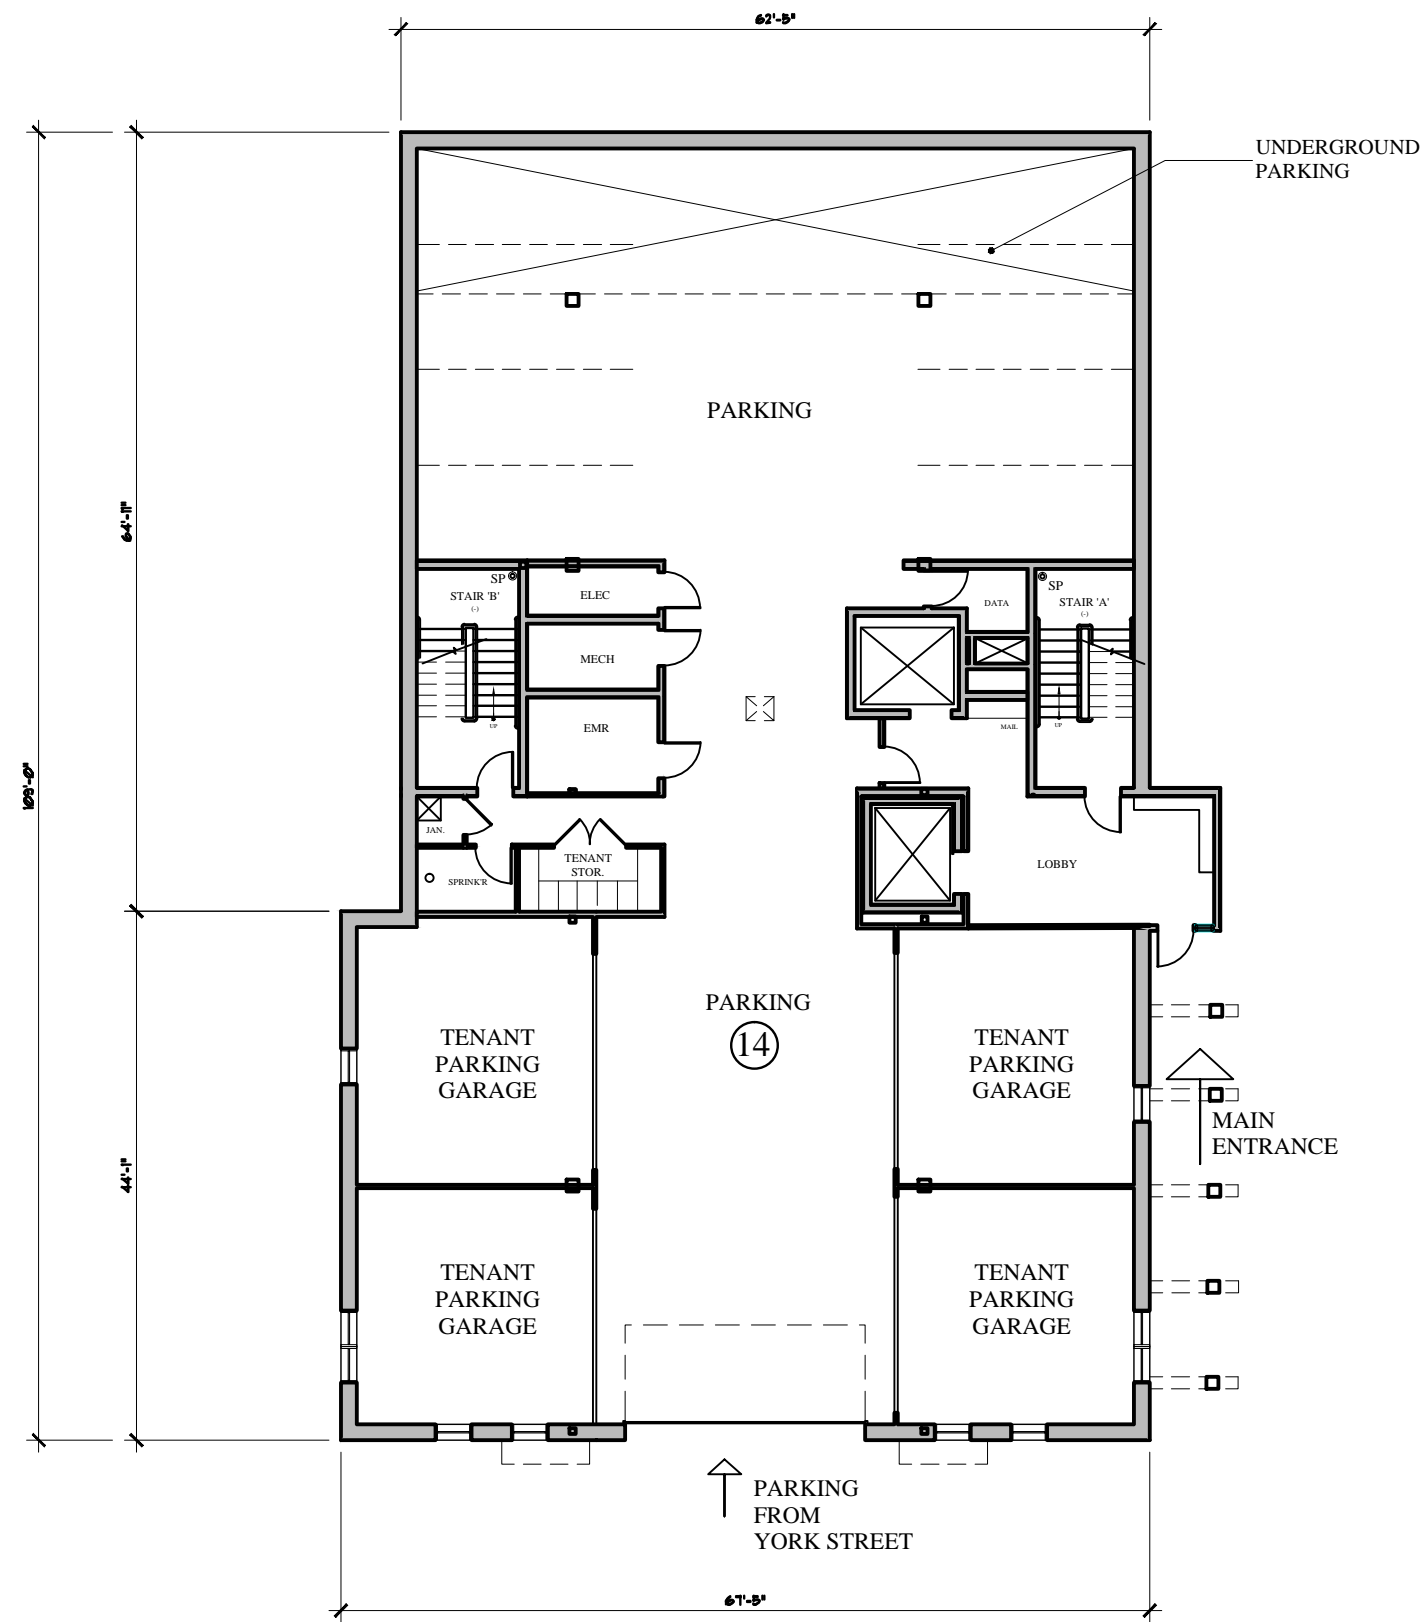 62'-5"
UNDERGROUND
PARKING
PARKING
64'-11"
SP
STAIR 'B'
(-)
ELEC
DATA
SP
STAIR 'A'
(-)
MECH
EMR
UP
MAIL
UP
109'-0"
JAN.
TENANT
STOR.
LOBBY
SPRINK'R
PARKING
14
TENANT
PARKING
GARAGE
TENANT
PARKING
GARAGE
MAIN
ENTRANCE
44'-1"
TENANT
PARKING
GARAGE
TENANT
PARKING
GARAGE
PARKING
FROM
YORK STREET
67'-5"